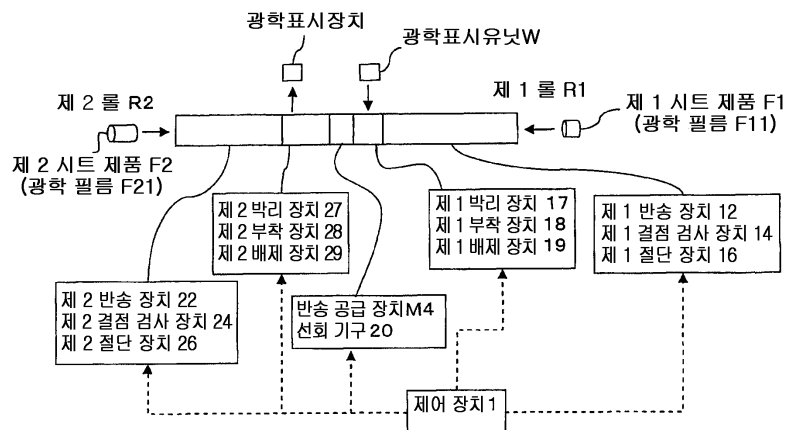 광학표시장치
광학표시유닛W
제 2 롤 R2
제 1 롤 R1
제 1 시트 제품 F1
(광학 필름 F11)
제 2 시트 제품 F2
(광학 필름 F21)
제 2 박리 장치 27
제 2 부착 장치 28
제 2 배제 장치 29
제 1 박리 장치 17
제 1 부착 장치 18
제 1 배제 장치 19
제 1 반송 장치 12
제 1 결점 검사 장치 14
제 1 절단 장치 16
제 2 반송 장치 22
제 2 결점 검사 장치 24
제 2 절단 장치 26
반송 공급 장치M4
선회 기구 20
제어 장치 1